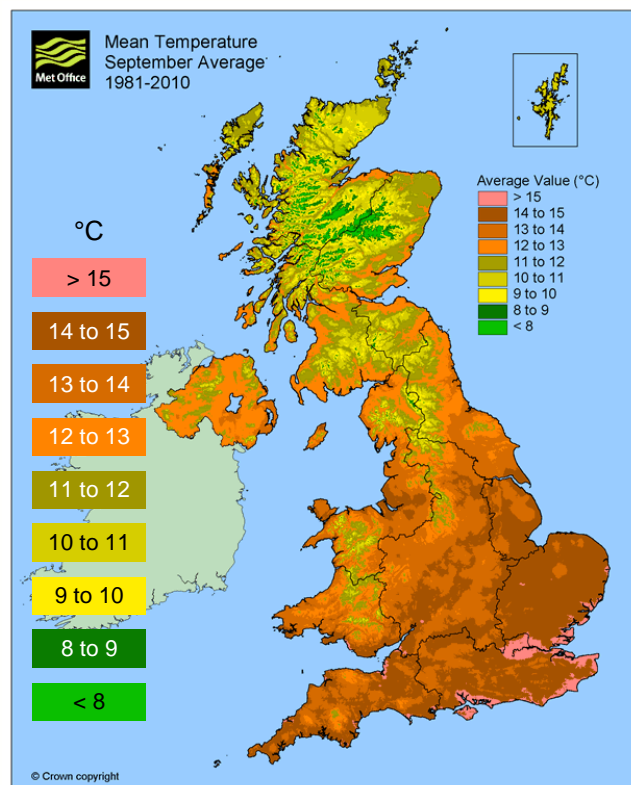 Met Office
Mean Temperature
September Average
1981-2010
Average Value (°C)
> 15
14 to 15
13 to 14
12 to 13
11 to 12
10 to 11
9 to 10
8 to 9
< 8
°C
> 15
14 to 15
13 to 14
12 to 13
11 to 12
10 to 11
9 to 10
8 to 9
< 8
© Crown copyright